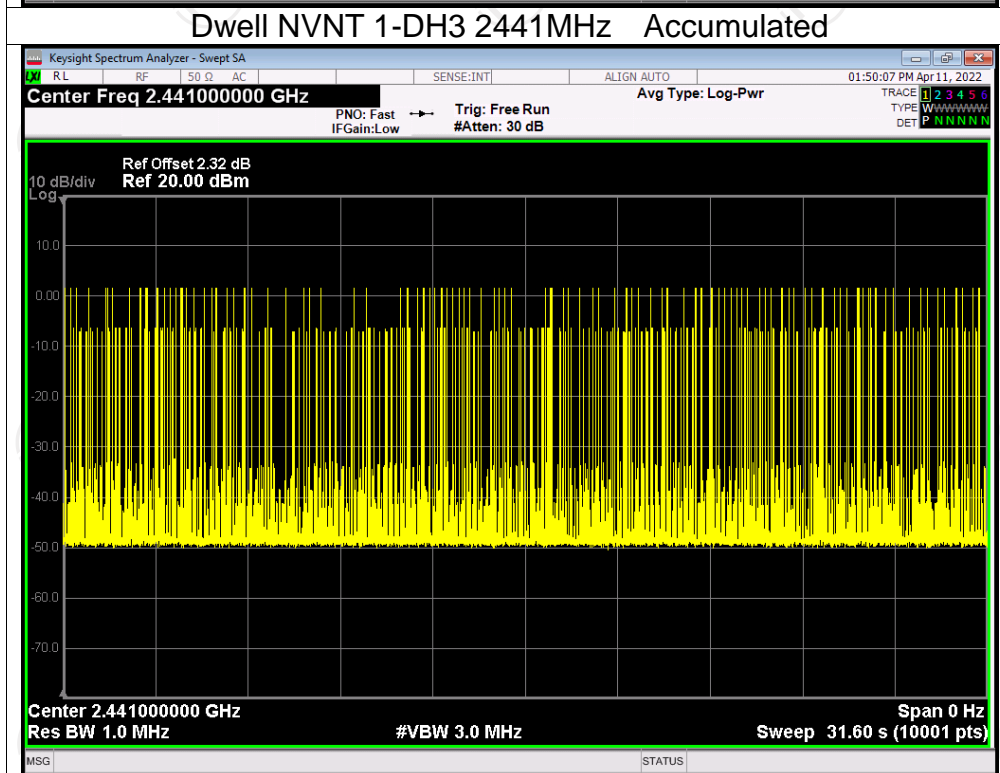 Dwell NVNT 1-DH3 2441MHz Accumulated
Keysight Spectrum Analyzer - Swept SA
LXI RL RF 50 Ω AC SENSE:INT ALIGN AUTO 01:50:07 PM Apr 11, 2022
Center Freq 2.441000000 GHz Avg Type: Log-Pwr TRACE 1 2 3 4 5 6
PNO: Fast Trig: Free Run TYPE WWWWWW
IFGain:Low #Atten: 30 dB DET P N N N N N
Ref Offset 2.32 dB
10 dB/div Ref 20.00 dBm
Log
10.0
0.00
-10.0
-20.0
-30.0
-40.0
-50.0
-60.0
-70.0
Center 2.441000000 GHz Span 0 Hz
Res BW 1.0 MHz #VBW 3.0 MHz Sweep 31.60 s (10001 pts)
MSG STATUS